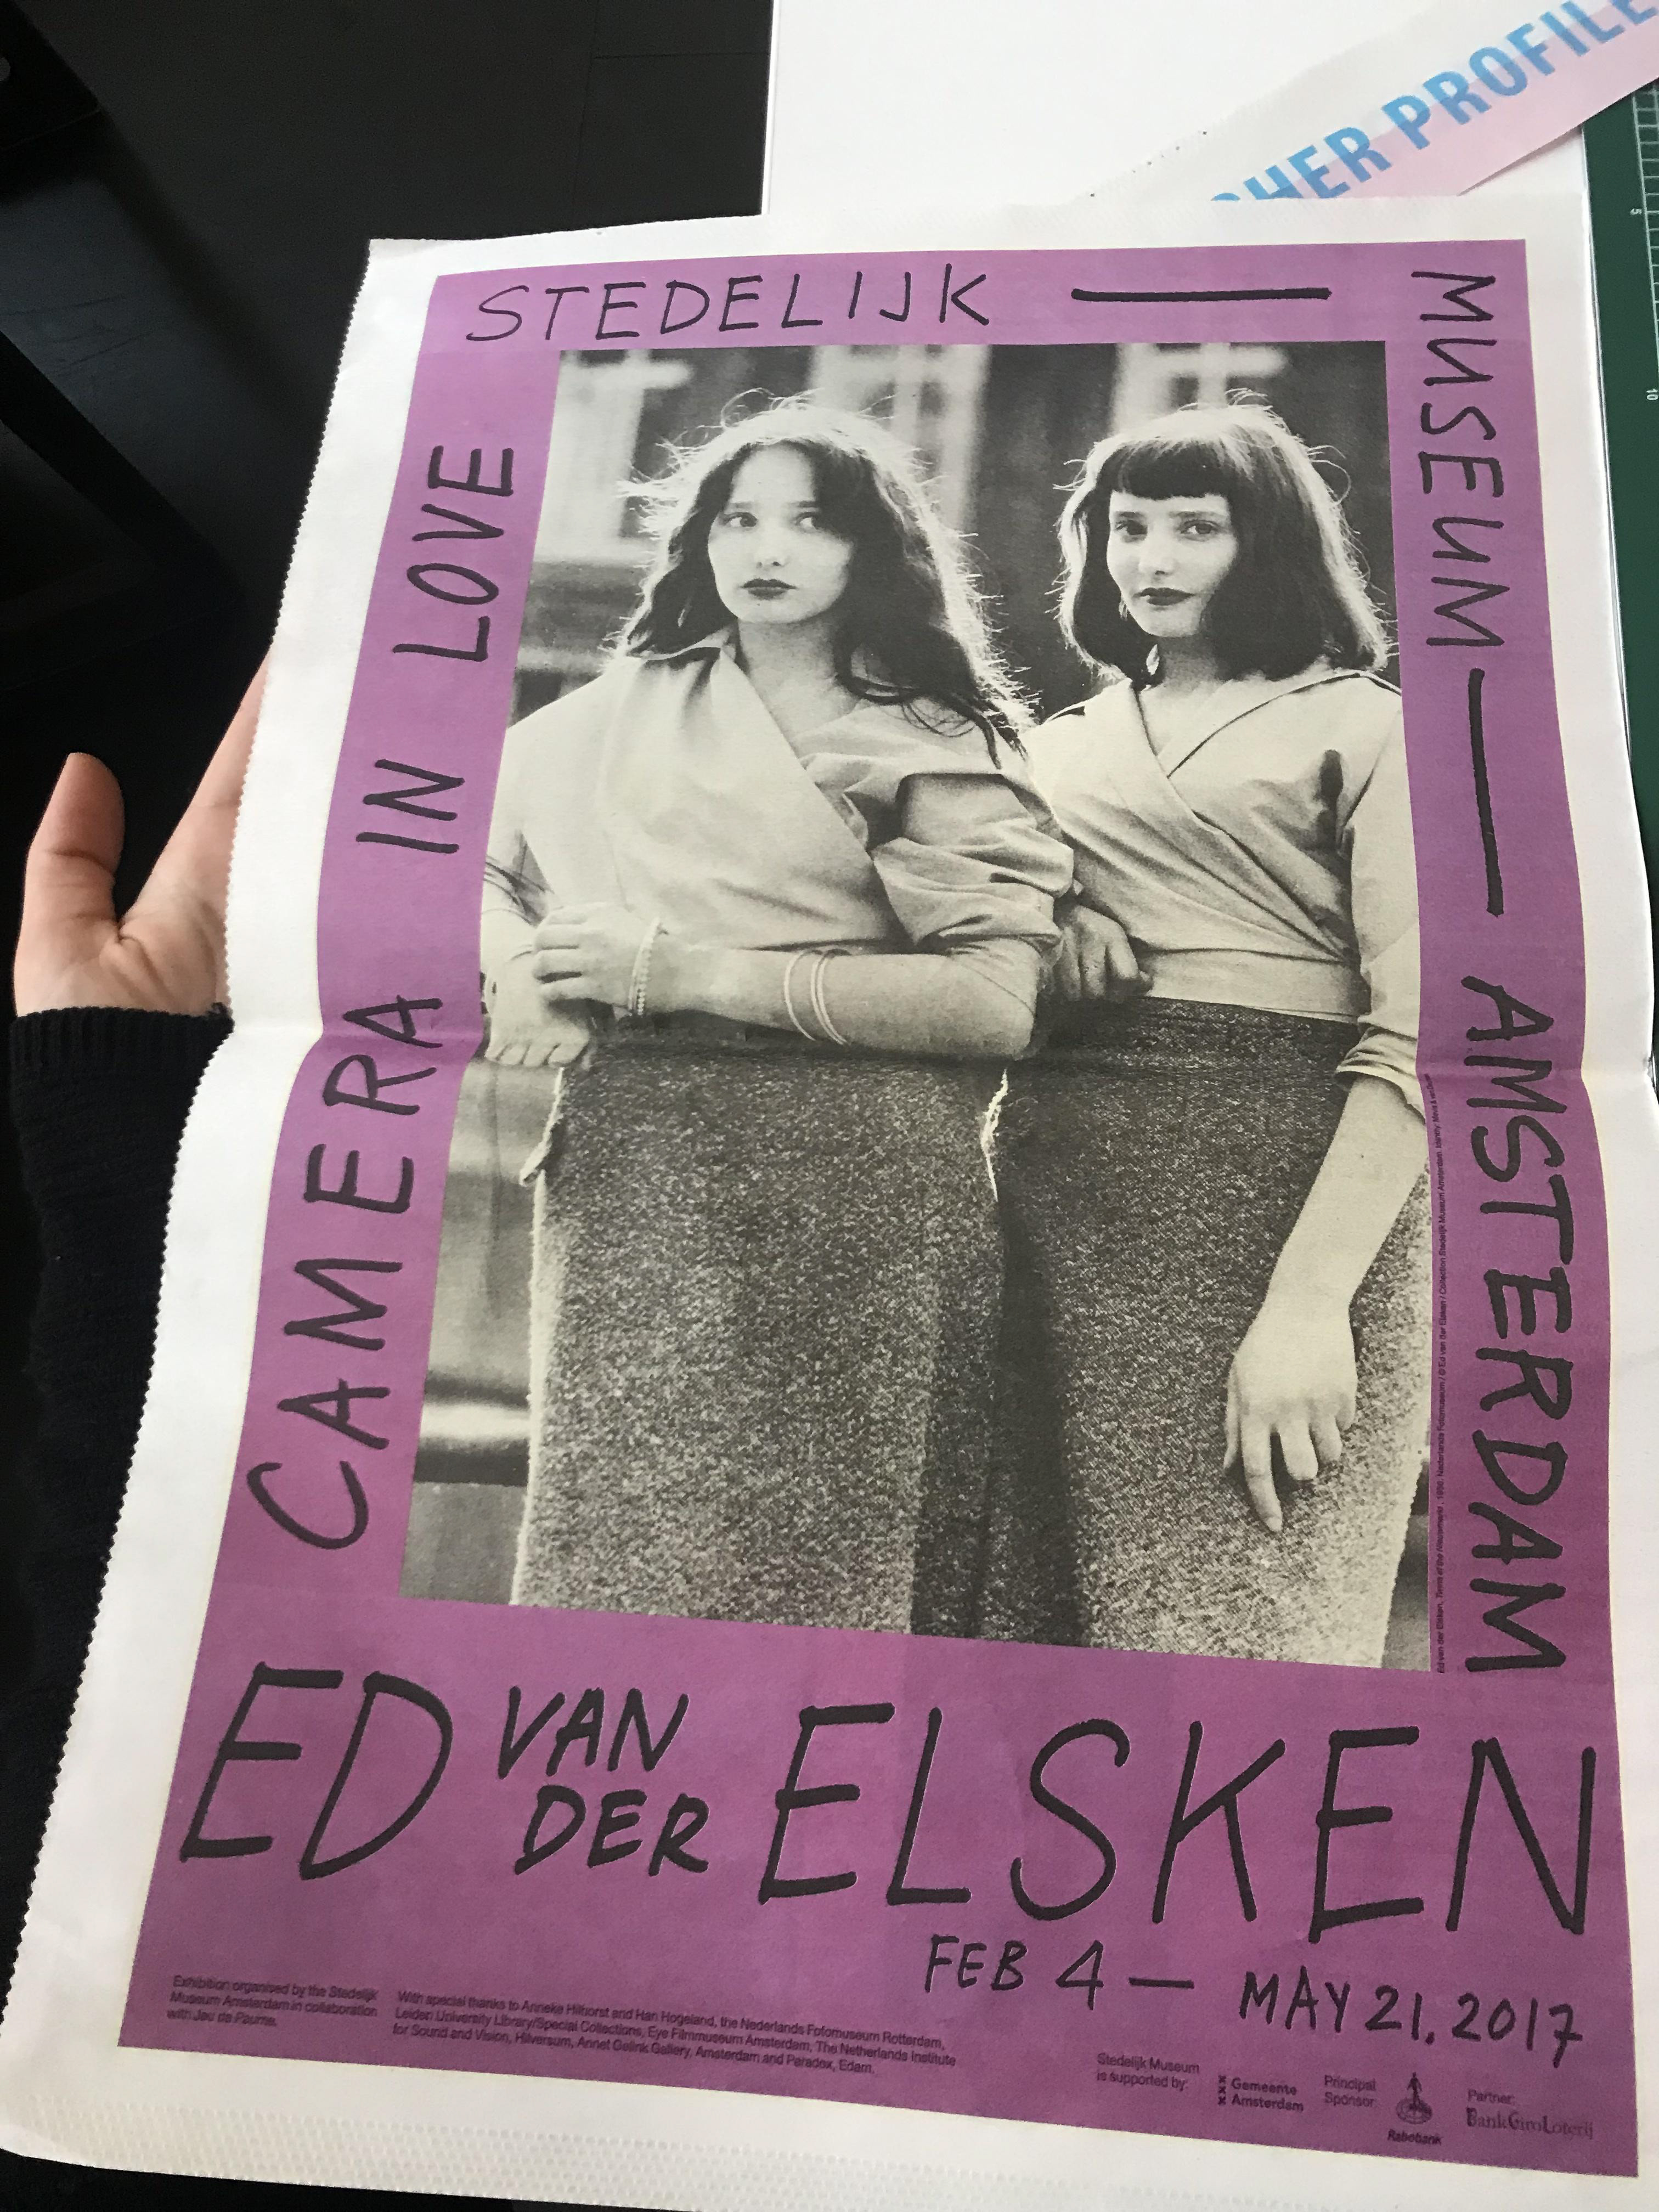 HER PROFILE
STEDELIJK — MUSEUM — AMSTERDAM
CAMERA IN LOVE
ED VAN DER ELSKEN
FEB 4 — MAY 21, 2017
Exhibition organised by the Stedelijk
Museum Amsterdam in collaboration
with Jeu de Paume.
With special thanks to Anneke Hilhorst and Han Hogeland, the Nederlands Fotomuseum Rotterdam,
Leiden University Library/Special Collections, Eye Filmmuseum Amsterdam, The Netherlands Institute
for Sound and Vision, Hilversum, Annet Gelink Gallery, Amsterdam and Paradox, Edam.
Stedelijk Museum
is supported by:
Gemeente
Amsterdam
Principal
Sponsor:
Rabobank
Partner:
BankGiroLoterij
5
10